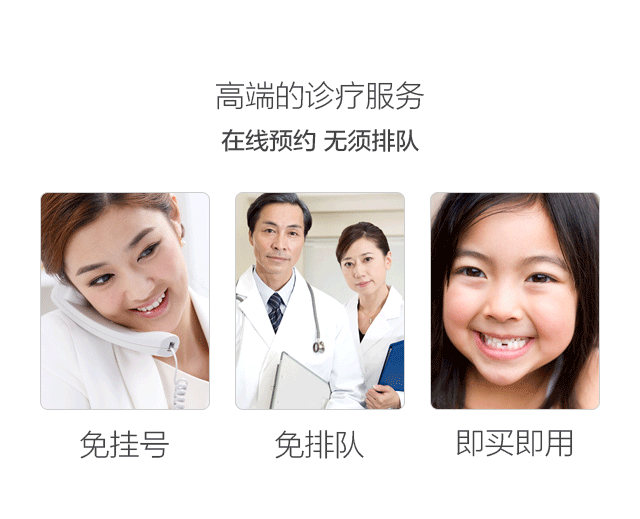 高端的诊疗服务
在线预约 无须排队
免挂号
免排队
即买即用